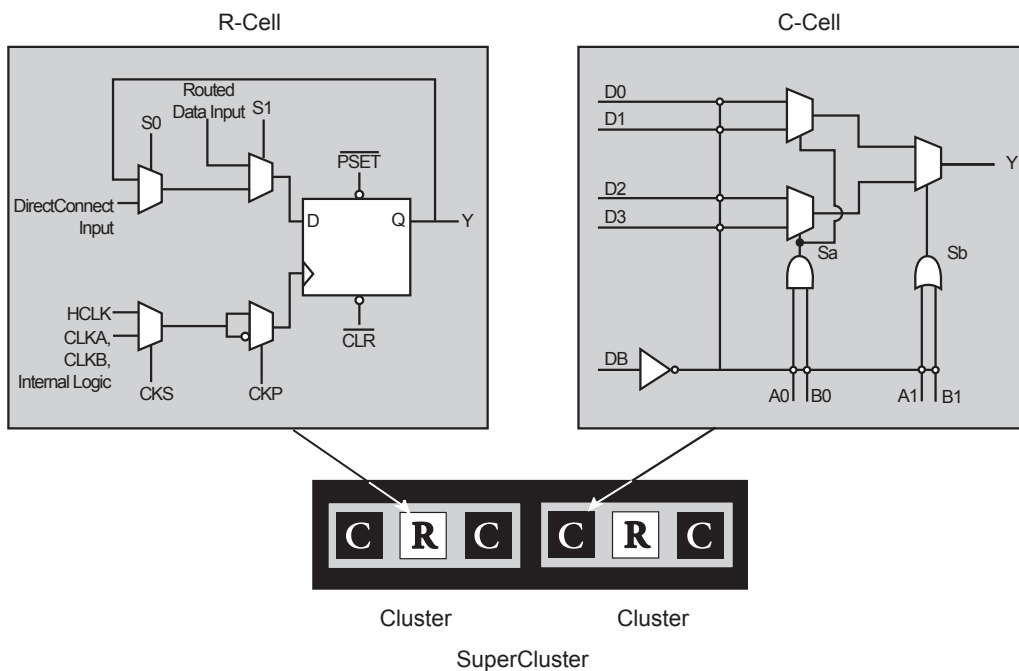 R-Cell
Routed
Data Input
S1
S0
PSET
DirectConnect
Input
D
Q
Y
HCLK
CLKA,
CLKB,
Internal Logic
CLR
CKS
CKP
C-Cell
D0
D1
Y
D2
D3
Sa
Sb
DB
A0
B0
A1
B1
C
R
C
C
R
C
Cluster
Cluster
SuperCluster